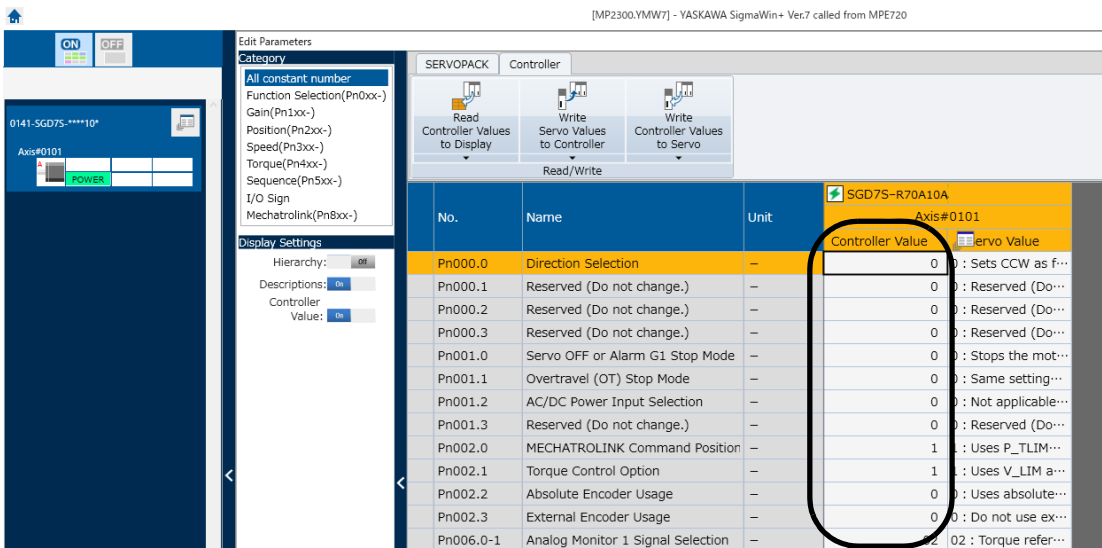 [MP2300.YMW7] - YASKAWA SigmaWin+ Ver.7 called from MPE720
ON OFF
0141-SGD7S-****10*
Axis#0101
A
POWER
Edit Parameters
Category
All constant number
Function Selection(Pn0xx-)
Gain(Pn1xx-)
Position(Pn2xx-)
Speed(Pn3xx-)
Torque(Pn4xx-)
Sequence(Pn5xx-)
I/O Sign
Mechatrolink(Pn8xx-)
Display Settings
Hierarchy: Off
Descriptions: On
Controller
Value: On
SERVOPACK Controller
Read
Controller Values
to Display
Write
Servo Values
to Controller
Write
Controller Values
to Servo
Read/Write
SGD7S-R70A10A
Axis#0101
No. Name Unit Controller Value ervo Value
Pn000.0 Direction Selection – 0 0 : Sets CCW as f···
Pn000.1 Reserved (Do not change.) – 0 0 : Reserved (Do···
Pn000.2 Reserved (Do not change.) – 0 0 : Reserved (Do···
Pn000.3 Reserved (Do not change.) – 0 0 : Reserved (Do···
Pn001.0 Servo OFF or Alarm G1 Stop Mode – 0 0 : Stops the mot···
Pn001.1 Overtravel (OT) Stop Mode – 0 0 : Same setting···
Pn001.2 AC/DC Power Input Selection – 0 0 : Not applicable···
Pn001.3 Reserved (Do not change.) – 0 0 : Reserved (Do···
Pn002.0 MECHATROLINK Command Position – 1 1 : Uses P_TLIM···
Pn002.1 Torque Control Option – 1 1 : Uses V_LIM a···
Pn002.2 Absolute Encoder Usage – 0 0 : Uses absolute···
Pn002.3 External Encoder Usage – 0 0 : Do not use ex···
Pn006.0-1 Analog Monitor 1 Signal Selection – 02 02 : Torque refer···